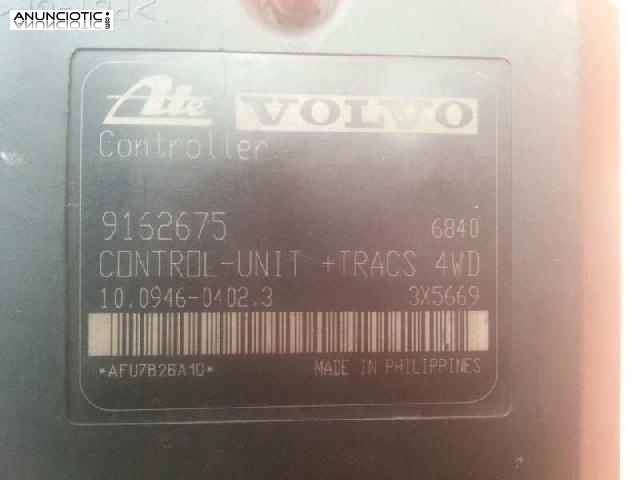 ANUNCIOTIC.com
Ate VOLVO
Controller
9162675 6840
CONTROL-UNIT +TRACS 4WD
10.0946-0402.3 3X5669
*AFU7B26A10*
MADE IN PHILIPPINES